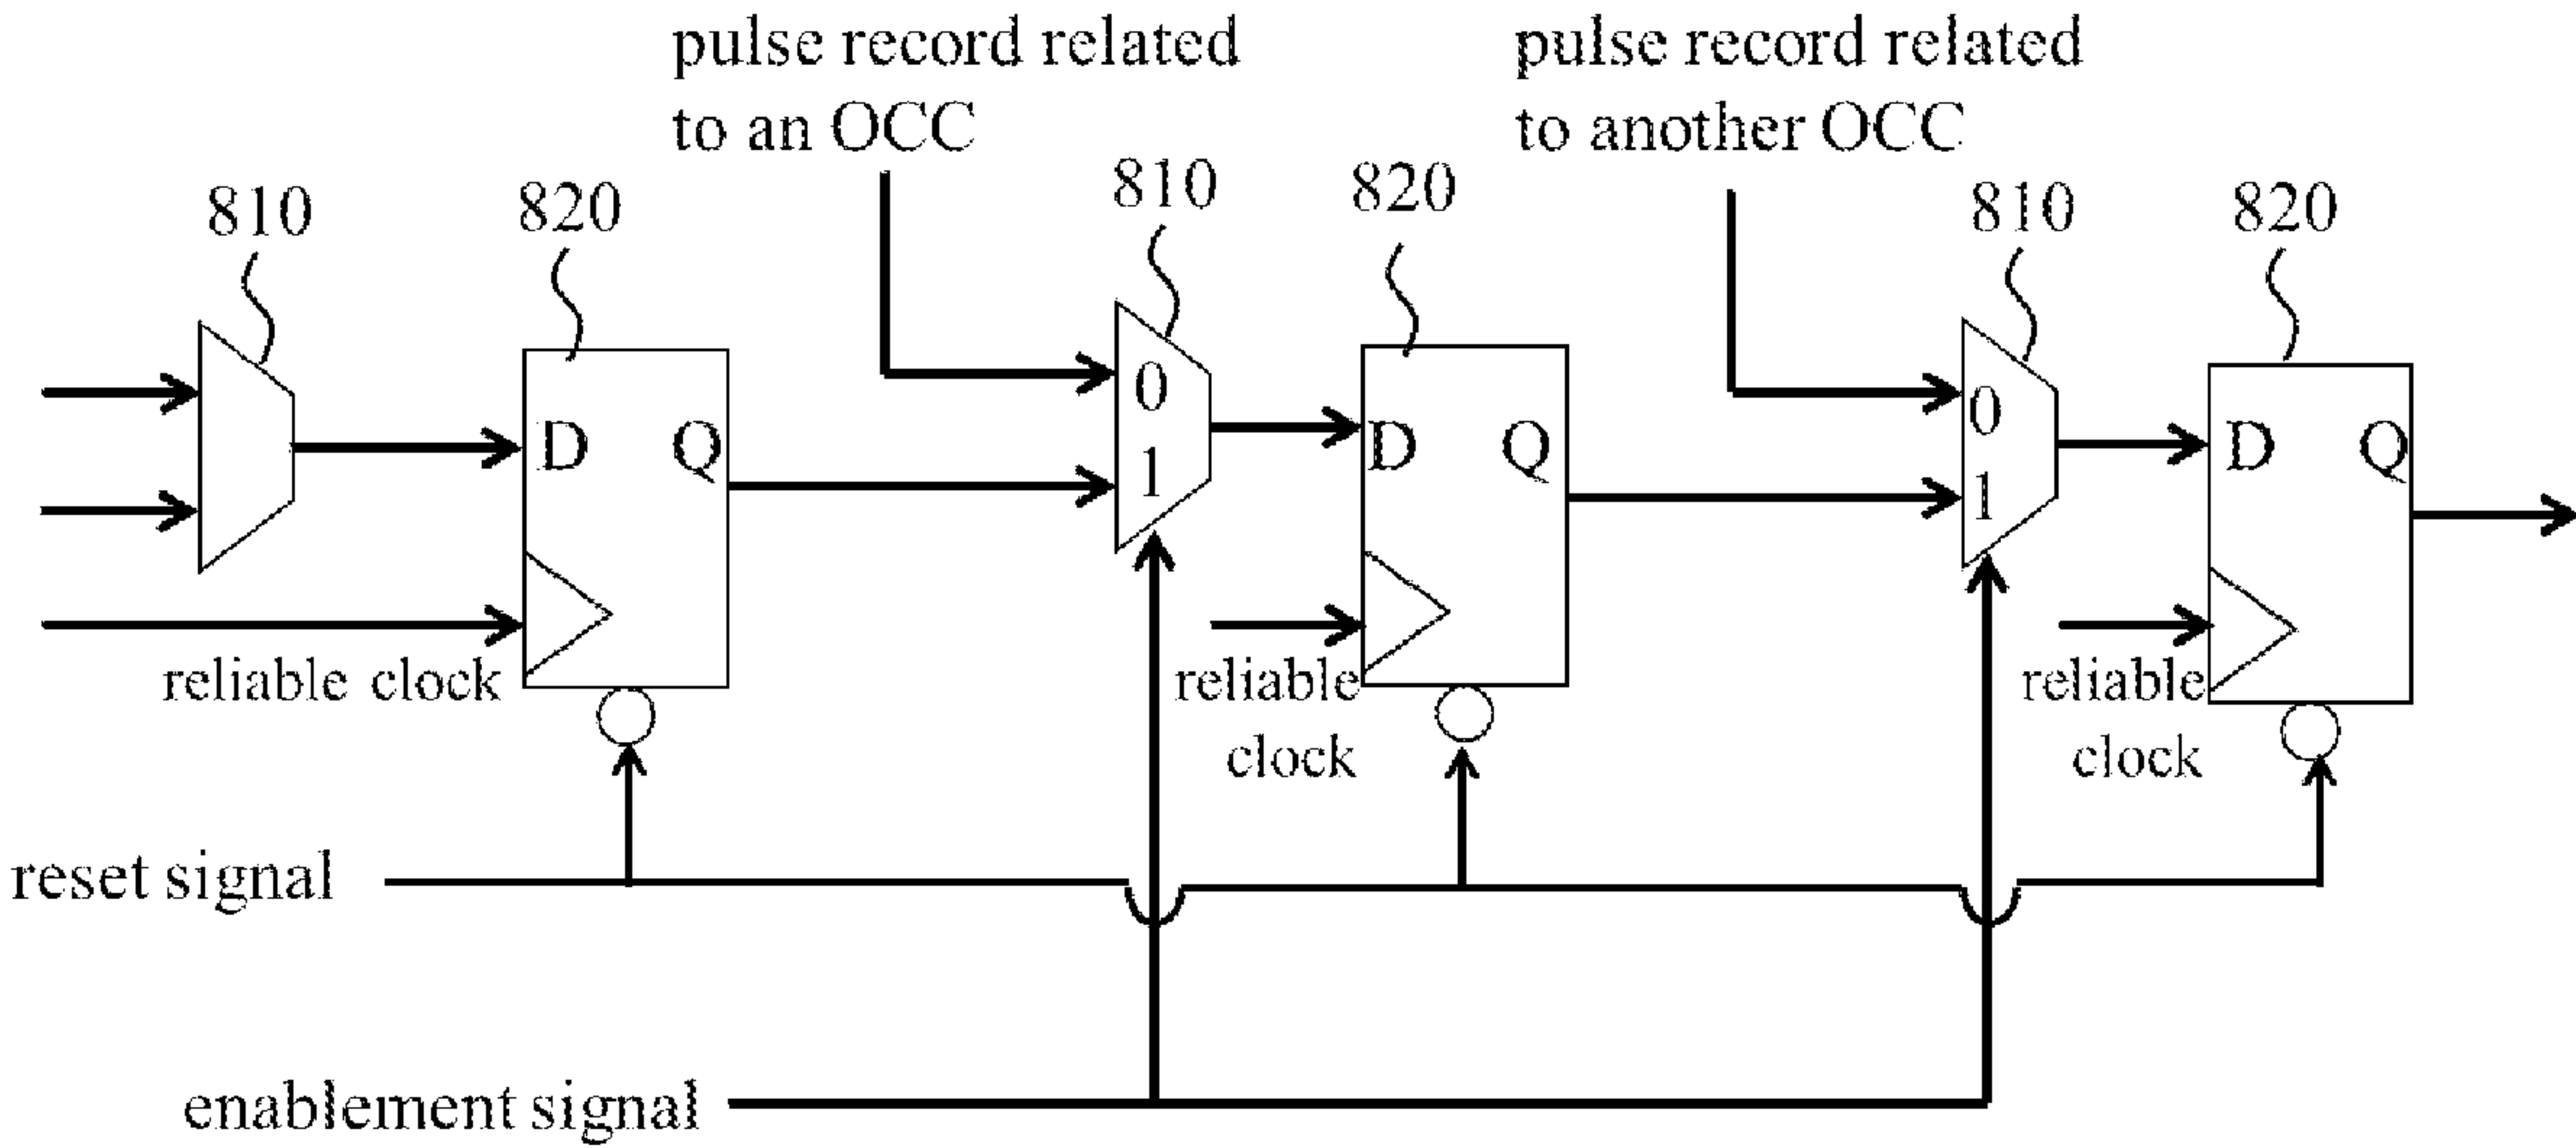 pulse record related
to an OCC
pulse record related
to another OCC
810
820
810
820
810
820
0
1
0
1
D Q
D Q
D Q
reliable clock
reliable
clock
reliable
clock
reset signal
enablement signal